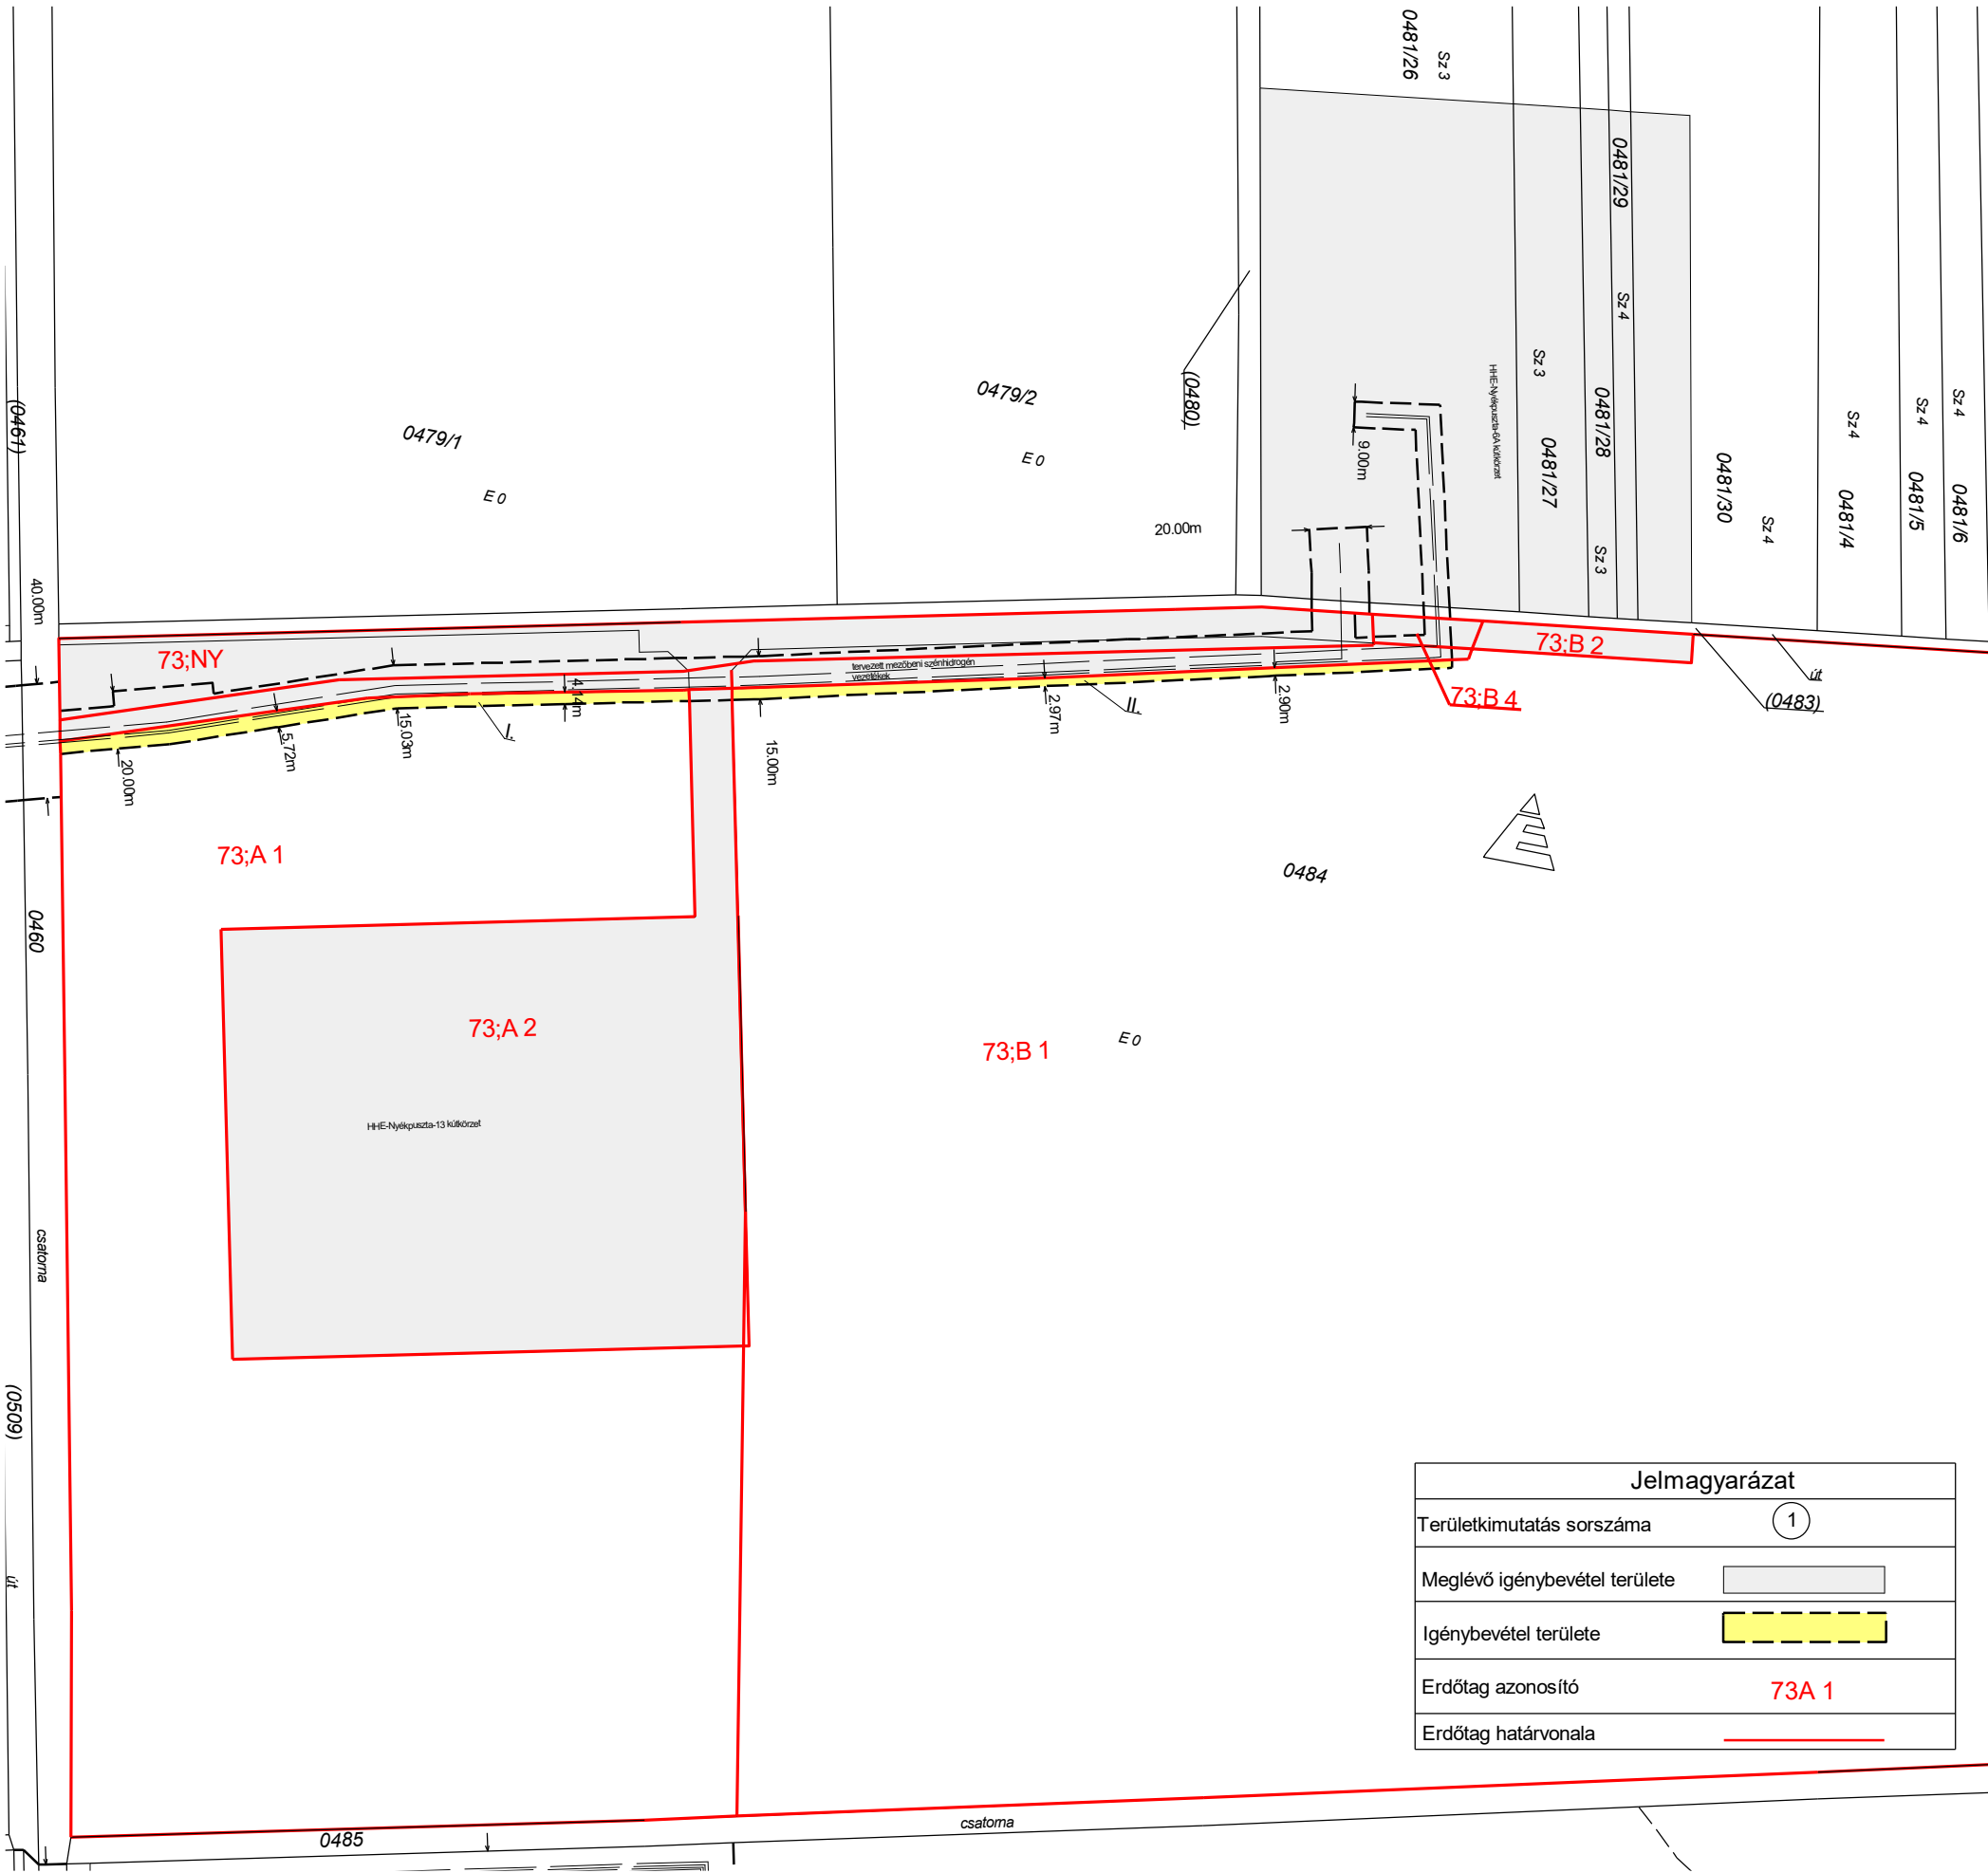 0481/26
Sz 3
0481/29
Sz 4
Sz 3
0481/28
0481/27
Sz 3
HHE-Nyékpuszta-6A kútkörzet
0481/30
Sz 4
Sz 4
0481/4
Sz 4
0481/5
Sz 4
0481/6
(0461)
0479/1
E 0
0479/2
E 0
(0480)
9.00m
20.00m
40.00m
73;NY
tervezett mezőbeni szénhidrogén
vezetékek
73;B 2
73;B 4
út
(0483)
4.14m
2.97m
2.90m
I.
II.
5.72m
15.03m
20.00m
15.00m
73;A 1
0484
0460
73;A 2
73;B 1
E 0
HHE-Nyékpuszta-13 kútkörzet
csatorna
(0509)
út
Jelmagyarázat
Területkimutatás sorszáma 1
Meglévő igénybevétel területe
Igénybevétel területe
Erdőtag azonosító 73A 1
Erdőtag határvonala
0485
csatorna